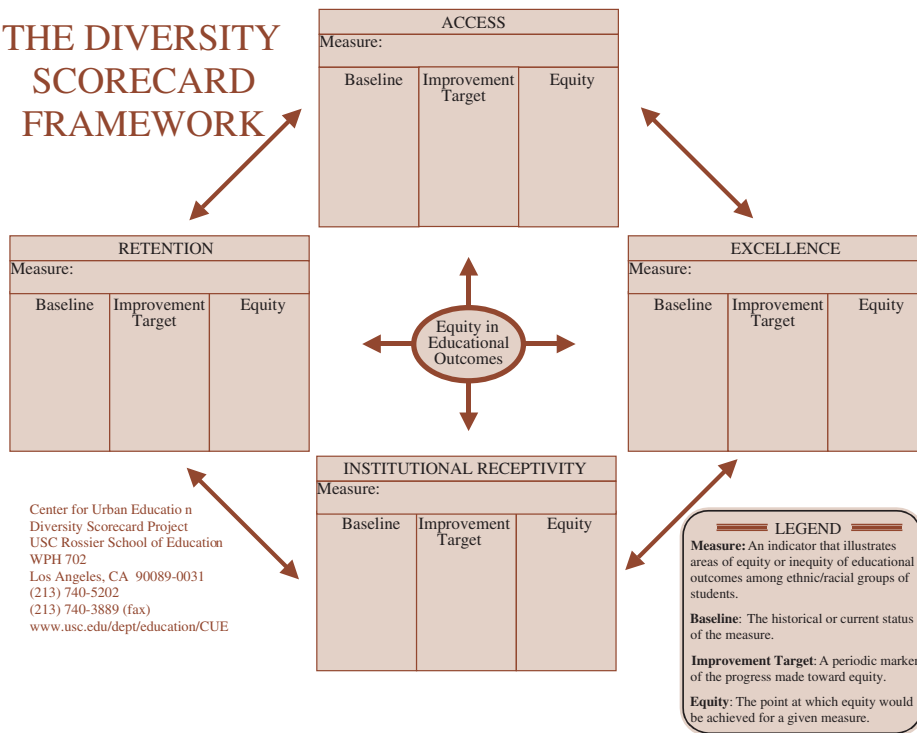 THE DIVERSITY
SCORECARD
FRAMEWORK
ACCESS
Measure:
Baseline
Improvement
Target
Equity
RETENTION
Measure:
Baseline
Improvement
Target
Equity
Equity in
Educational
Outcomes
EXCELLENCE
Measure:
Baseline
Improvement
Target
Equity
INSTITUTIONAL RECEPTIVITY
Measure:
Baseline
Improvement
Target
Equity
Center for Urban Educatio n
Diversity Scorecard Project
USC Rossier School of Education
WPH 702
Los Angeles, CA 90089-0031
(213) 740-5202
(213) 740-3889 (fax)
www.usc.edu/dept/education/CUE
LEGEND
Measure: An indicator that illustrates
areas of equity or inequity of educational
outcomes among ethnic/racial groups of
students.
Baseline: The historical or current status
of the measure.
Improvement Target: A periodic marker
of the progress made toward equity.
Equity: The point at which equity would
be achieved for a given measure.